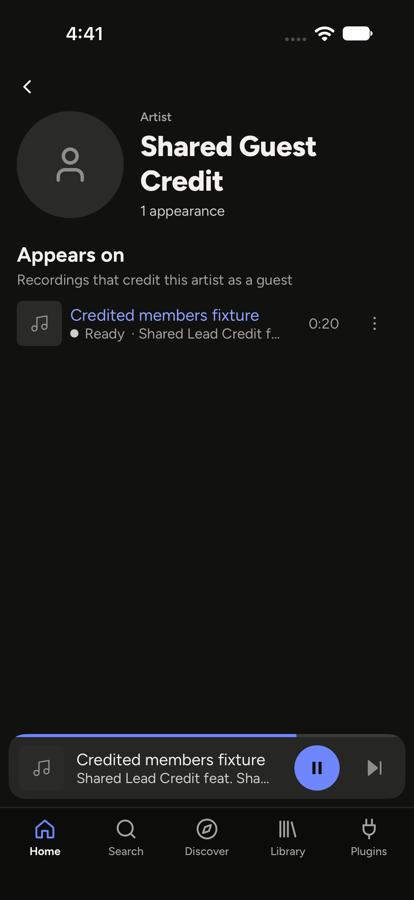 4:41
Artist
Shared Guest
Credit
1 appearance
Appears on
Recordings that credit this artist as a guest
Credited members fixture
Ready · Shared Lead Credit f...
0:20
Credited members fixture
Shared Lead Credit feat. Sha...
Home
Search
Discover
Library
Plugins